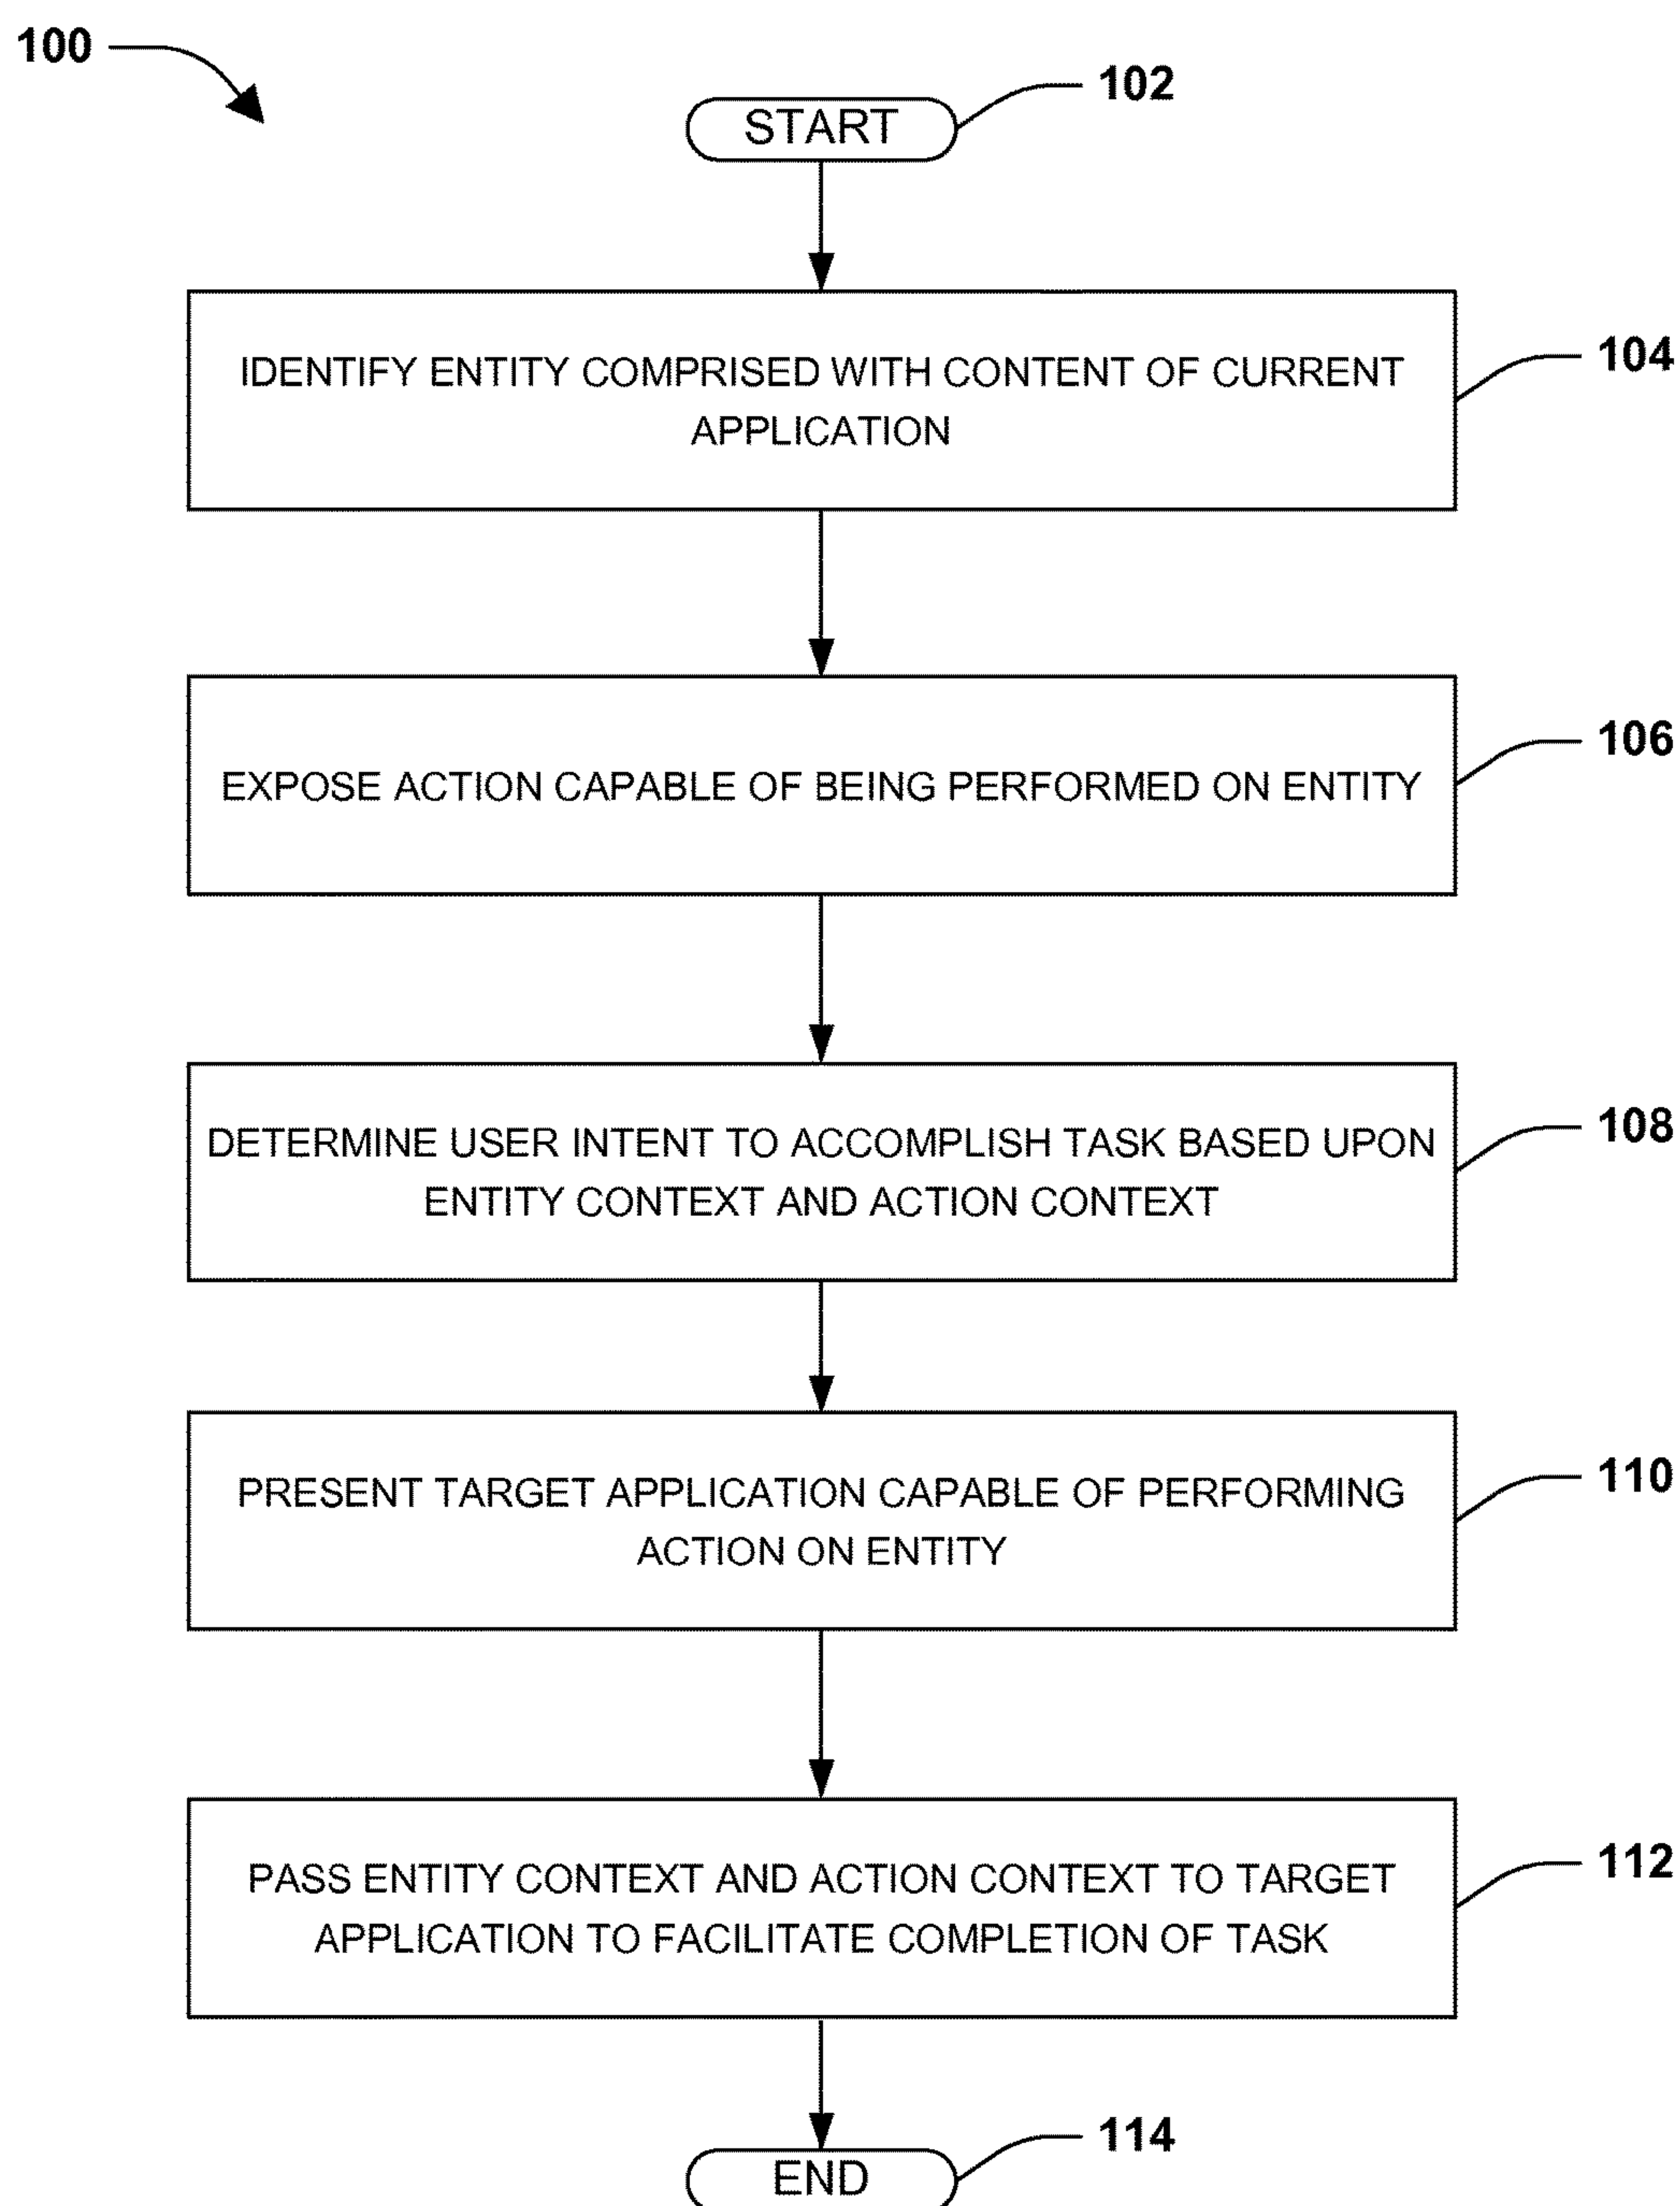 100
102
START
104
IDENTIFY ENTITY COMPRISED WITH CONTENT OF CURRENT
APPLICATION
106
EXPOSE ACTION CAPABLE OF BEING PERFORMED ON ENTITY
108
DETERMINE USER INTENT TO ACCOMPLISH TASK BASED UPON
ENTITY CONTEXT AND ACTION CONTEXT
110
PRESENT TARGET APPLICATION CAPABLE OF PERFORMING
ACTION ON ENTITY
112
PASS ENTITY CONTEXT AND ACTION CONTEXT TO TARGET
APPLICATION TO FACILITATE COMPLETION OF TASK
114
END